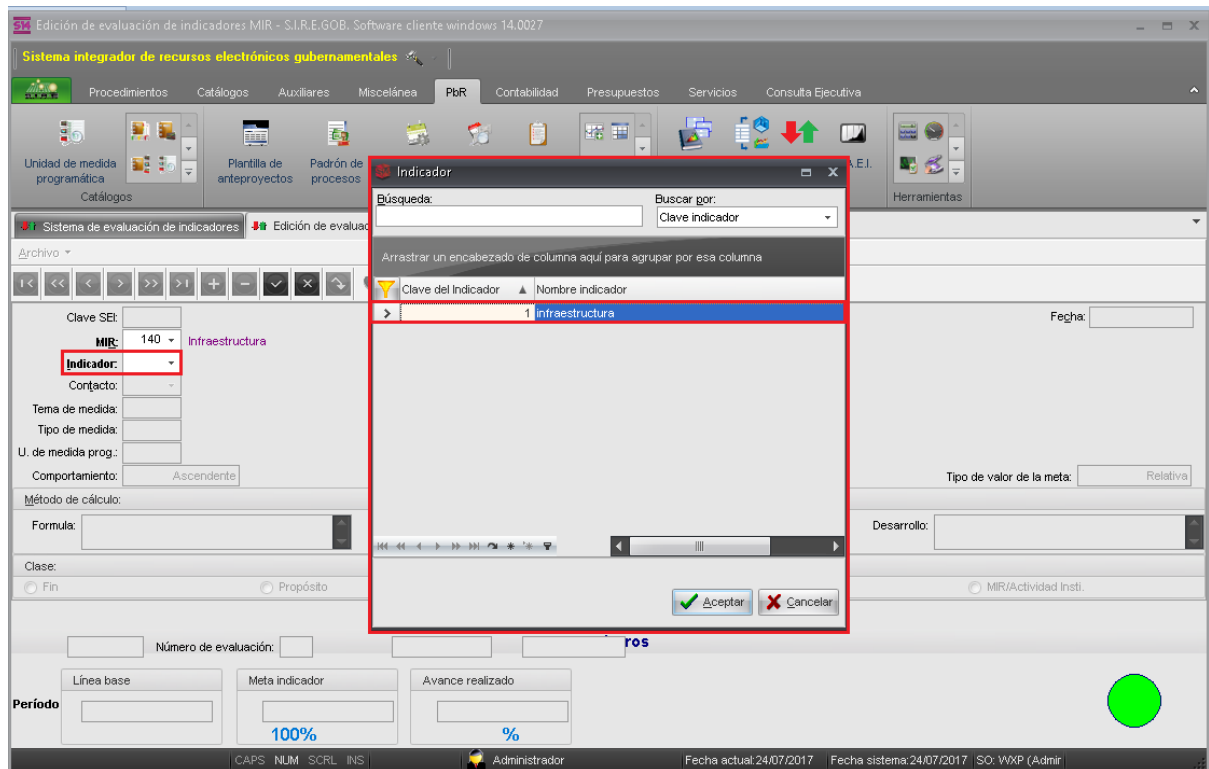 Edición de evaluación de indicadores MIR - S.I.R.E.GOB. Software cliente windows 14.0027
Sistema integrador de recursos electrónicos gubernamentales
Procedimientos Catálogos Auxiliares Miscelánea PbR Contabilidad Presupuestos Servicios Consulta Ejecutiva
Unidad de medida programática
Plantilla de anteproyectos
Padrón de procesos
A.E.I.
Catálogos
Herramientas
Sistema de evaluación de indicadores
Edición de evaluac
Archivo
Indicador
Búsqueda:
Buscar por:
Clave indicador
Arrastrar un encabezado de columna aquí para agrupar por esa columna
Clave del Indicador Nombre indicador
1 infraestructura
Aceptar Cancelar
Clave SEI:
Fecha:
MIR: 140 Infraestructura
Indicador:
Contacto:
Tema de medida:
Tipo de medida:
U. de medida prog.:
Comportamiento: Ascendente
Tipo de valor de la meta: Relativa
Método de cálculo:
Formula:
Desarrollo:
Clase:
Fin Propósito MIR/Actividad Insti.
Número de evaluación:
ros
Línea base Meta indicador Avance realizado
Período
100% %
CAPS NUM SCRL INS Administrador Fecha actual:24/07/2017 Fecha sistema:24/07/2017 SO: WXP (Admir